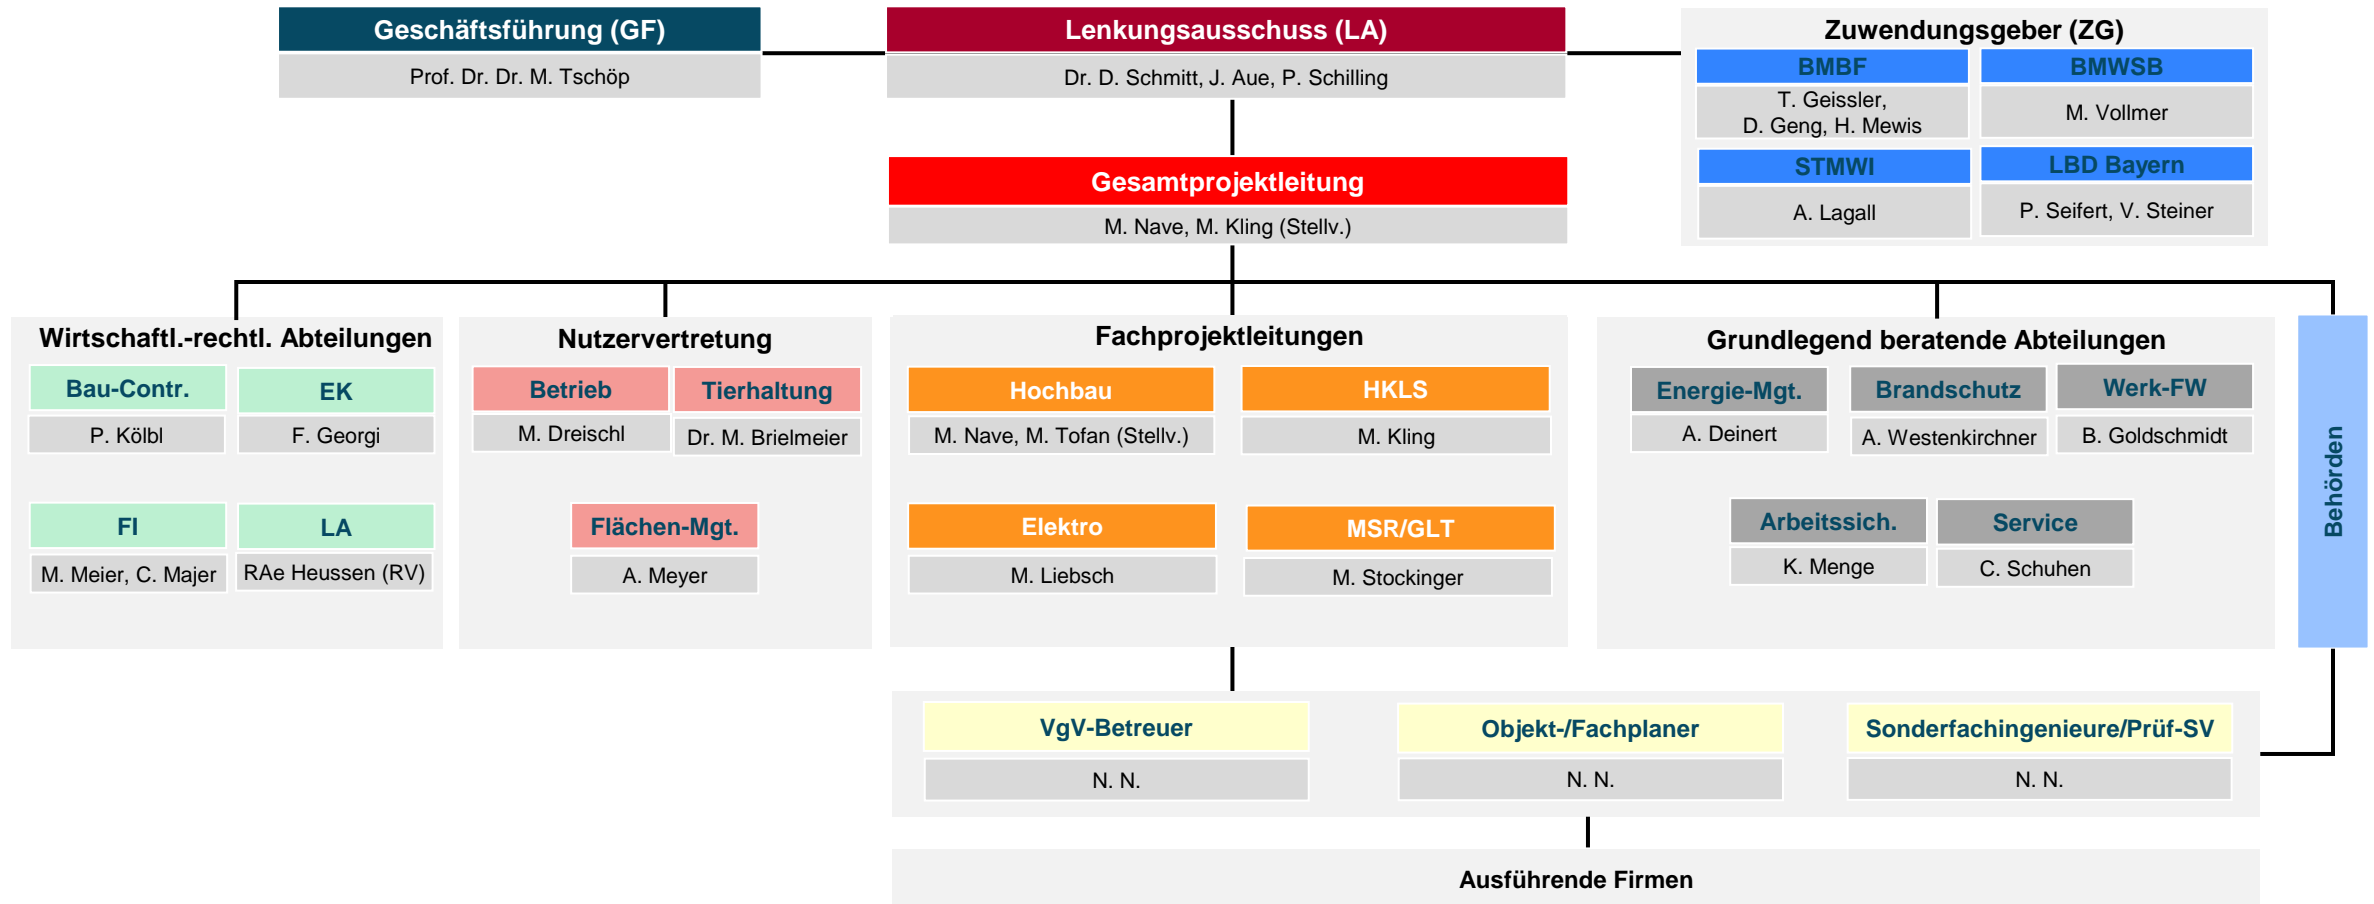 Geschäftsführung (GF)
Prof. Dr. Dr. M. Tschöp
Lenkungsausschuss (LA)
Dr. D. Schmitt, J. Aue, P. Schilling
Zuwendungsgeber (ZG)
BMBF
T. Geissler,
D. Geng, H. Mewis
BMWSB
M. Vollmer
STMWI
A. Lagall
LBD Bayern
P. Seifert, V. Steiner
Gesamtprojektleitung
M. Nave, M. Kling (Stellv.)
Wirtschaftl.-rechtl. Abteilungen
Bau-Contr.
P. Kölbl
EK
F. Georgi
FI
M. Meier, C. Majer
LA
RAe Heussen (RV)
Nutzervertretung
Betrieb
M. Dreischl
Tierhaltung
Dr. M. Brielmeier
Flächen-Mgt.
A. Meyer
Fachprojektleitungen
Hochbau
M. Nave, M. Tofan (Stellv.)
HKLS
M. Kling
Elektro
M. Liebsch
MSR/GLT
M. Stockinger
Grundlegend beratende Abteilungen
Energie-Mgt.
A. Deinert
Brandschutz
A. Westenkirchner
Werk-FW
B. Goldschmidt
Arbeitssich.
K. Menge
Service
C. Schuhen
Behörden
VgV-Betreuer
N. N.
Objekt-/Fachplaner
N. N.
Sonderfachingenieure/Prüf-SV
N. N.
Ausführende Firmen